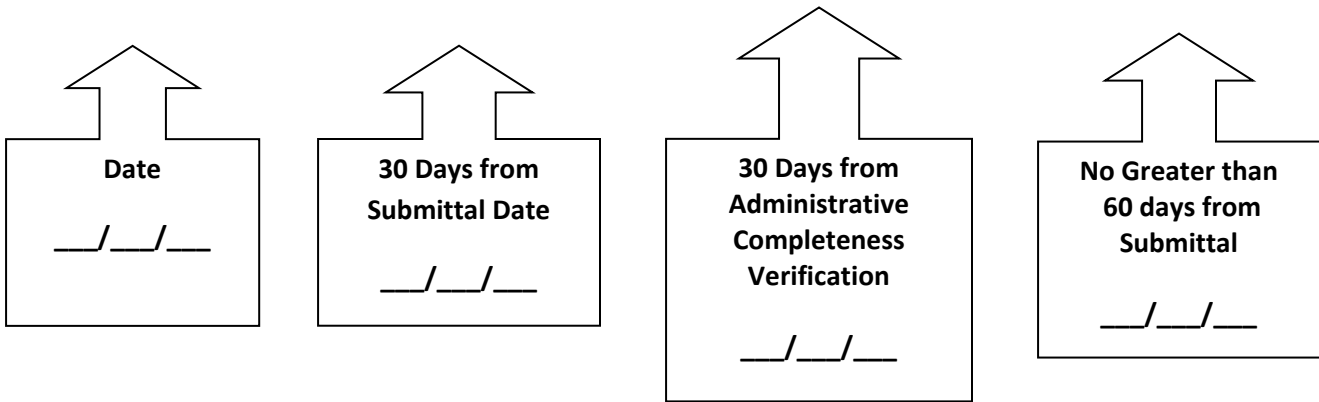 Date
___/___/___
30 Days from
Submittal Date
___/___/___
30 Days from
Administrative
Completeness
Verification
___/___/___
No Greater than
60 days from
Submittal
___/___/___